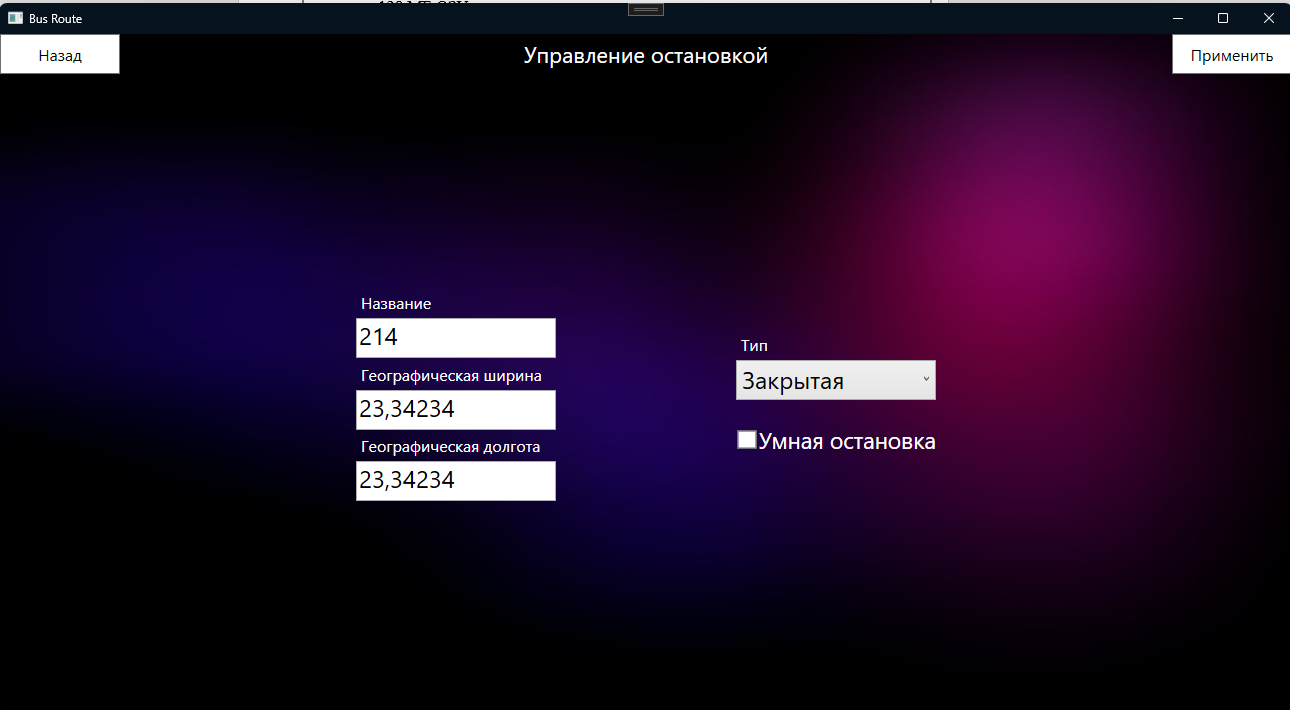 Bus Route
Назад
Управление остановкой
Применить
Название
214
Географическая ширина
23,34234
Географическая долгота
23,34234
Тип
Закрытая
Умная остановка